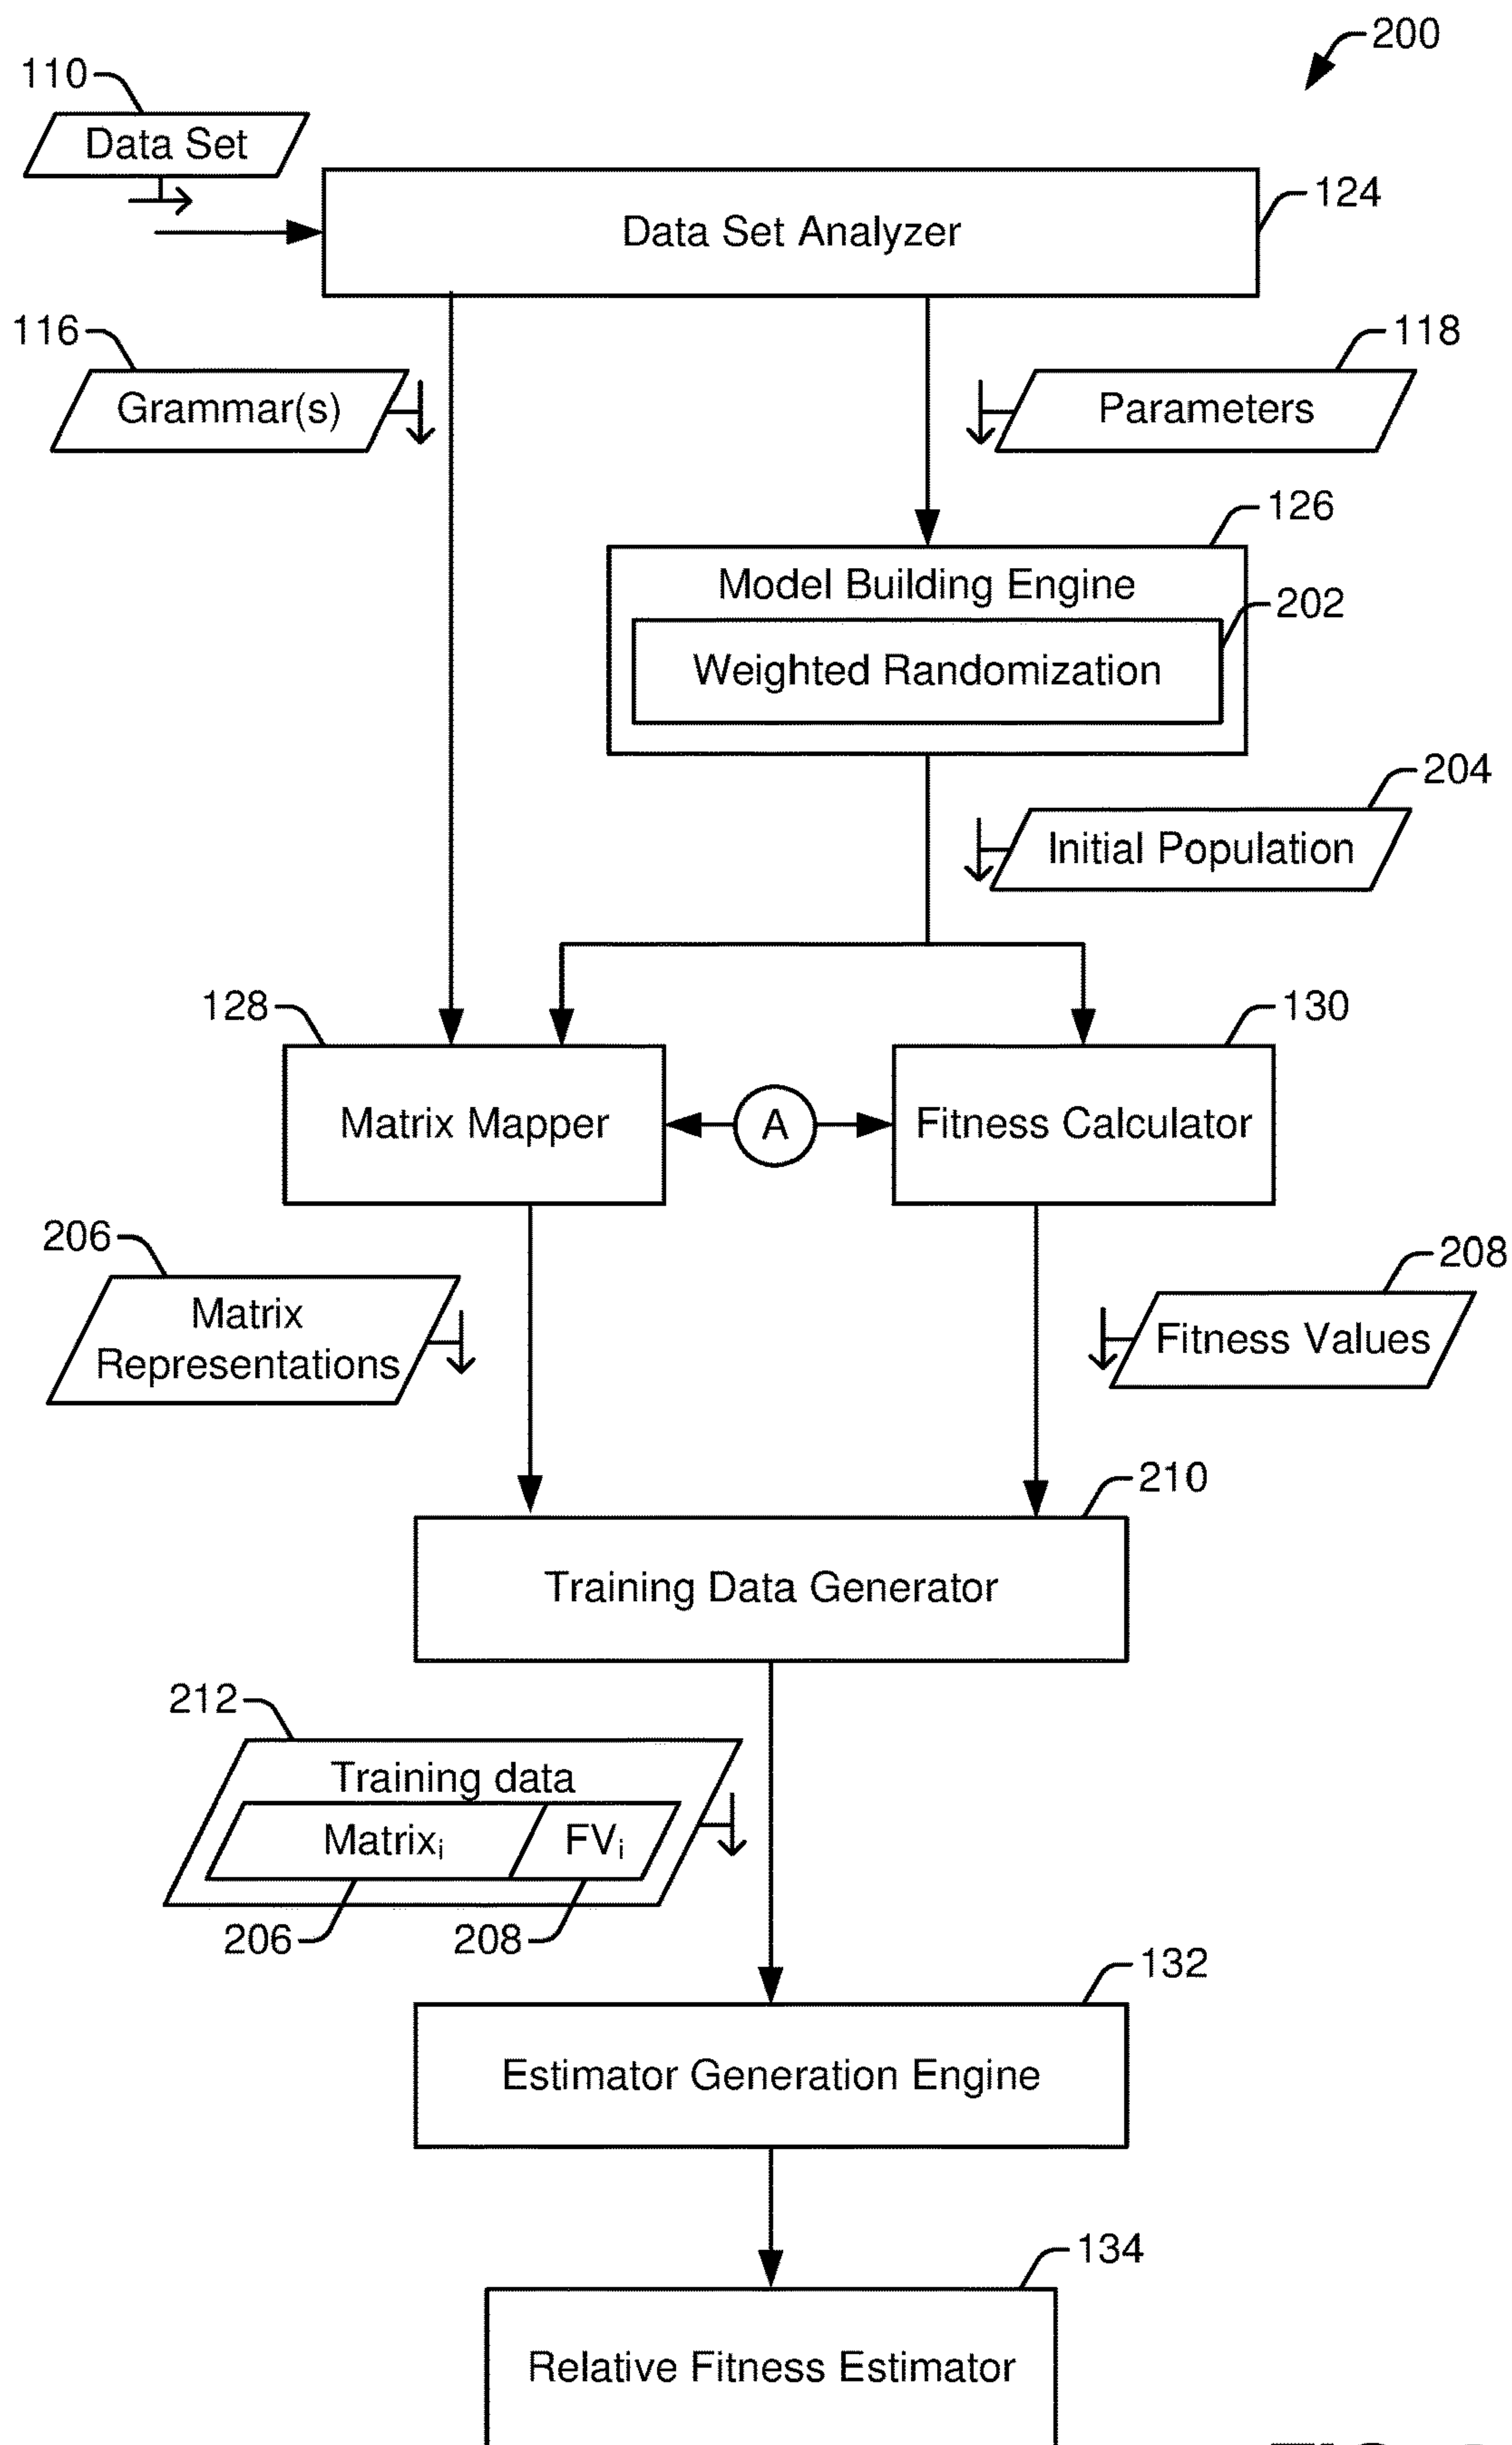 200
110
Data Set
124
Data Set Analyzer
116
118
Grammar(s)
Parameters
126
Model Building Engine
202
Weighted Randomization
204
Initial Population
128
130
Matrix Mapper
A
Fitness Calculator
206
208
Matrix
Representations
Fitness Values
210
Training Data Generator
212
Training data
Matrixᵢ
FVᵢ
206
208
132
Estimator Generation Engine
134
Relative Fitness Estimator